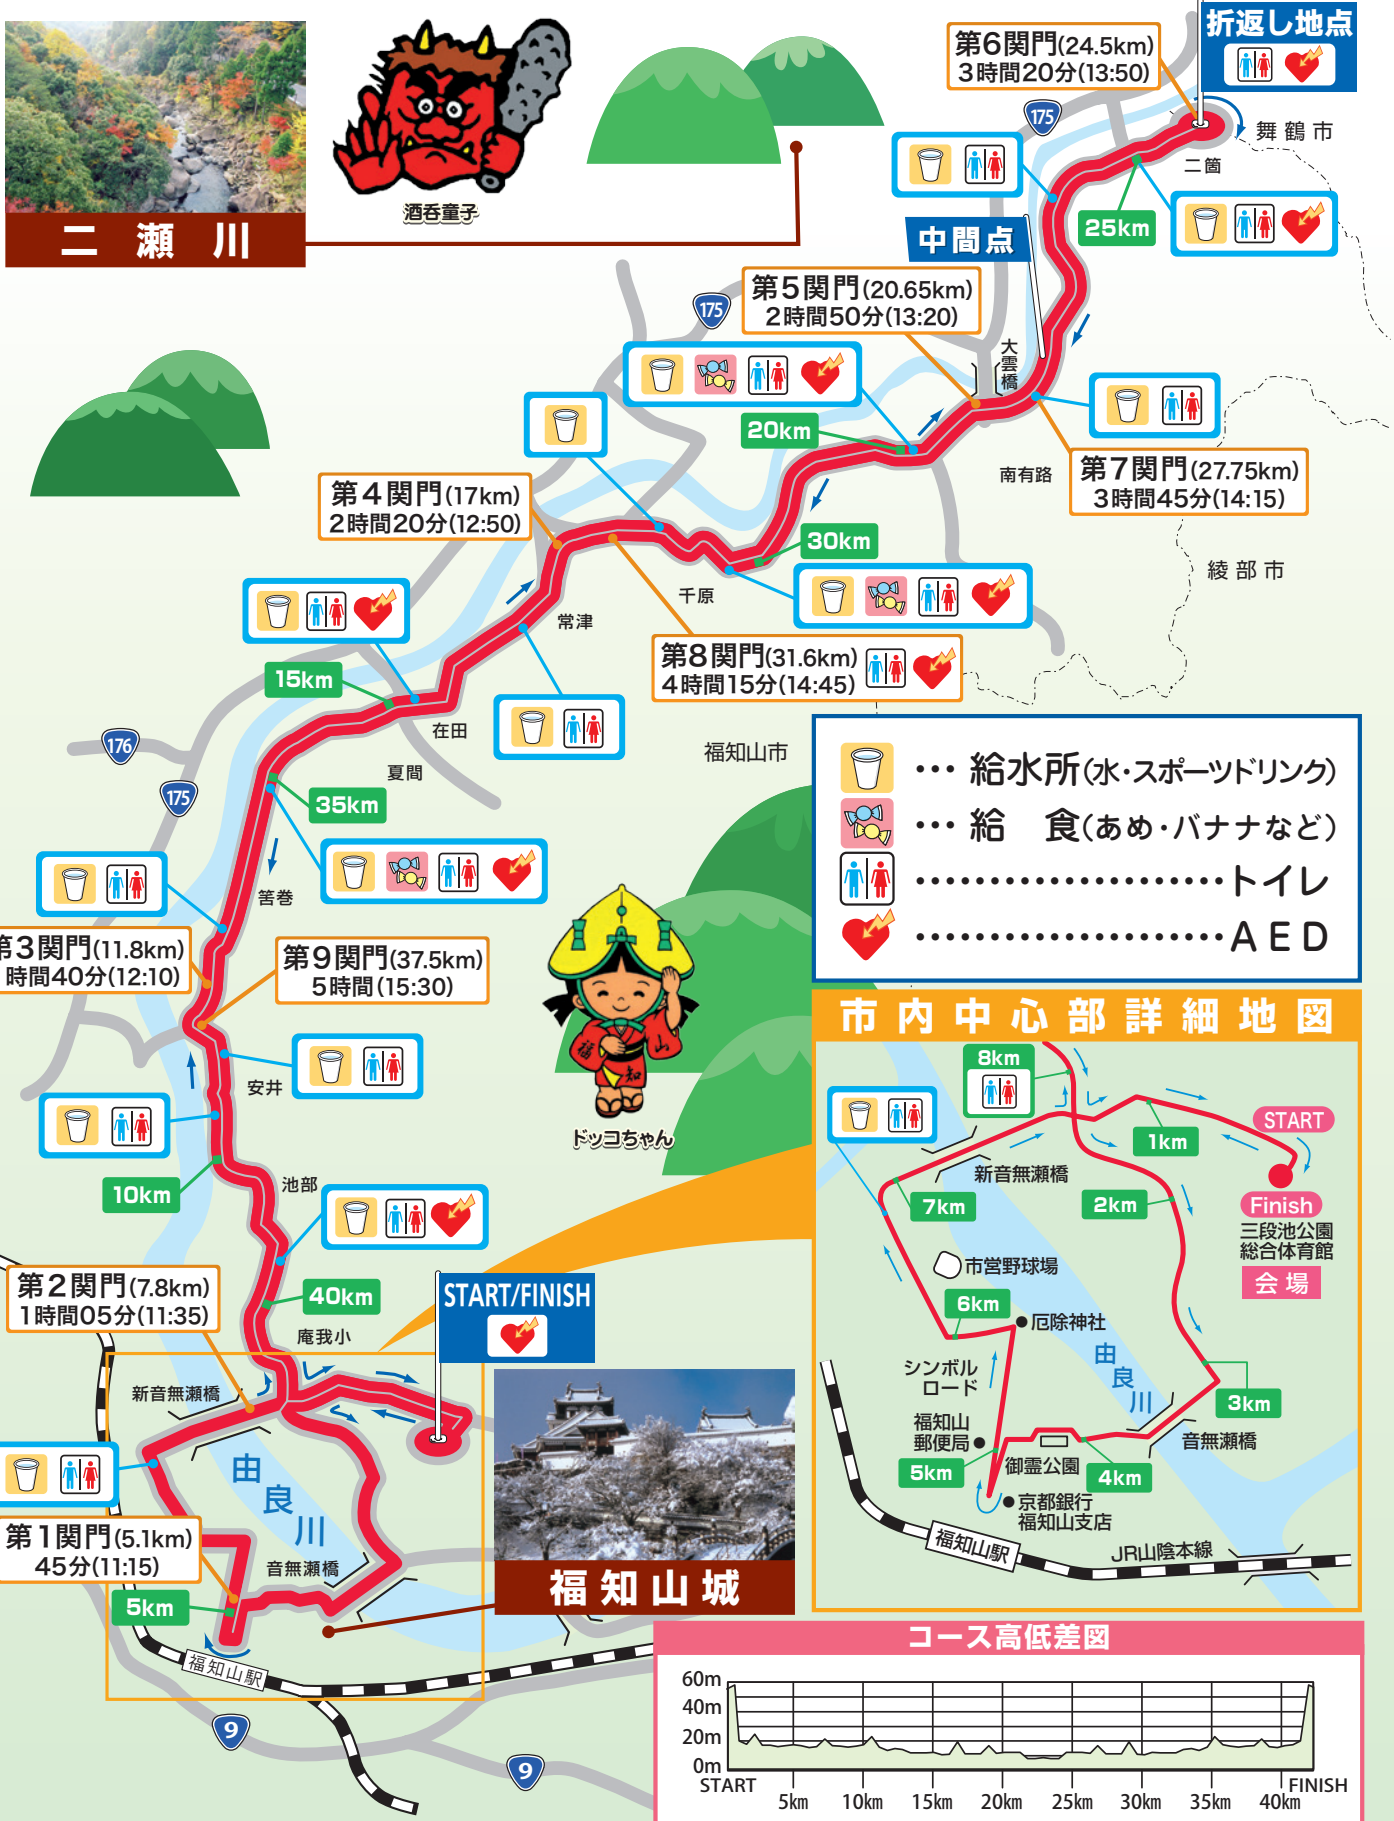 二瀬川
酒呑童子
第6関門(24.5km)
3時間20分(13:50)
折返し地点
175
舞鶴市
二箇
25km
中間点
第5関門(20.65km)
2時間50分(13:20)
175
大雲橋
20km
南有路
第7関門(27.75km)
3時間45分(14:15)
第4関門(17km)
2時間20分(12:50)
30km
綾部市
千原
常津
第8関門(31.6km)
4時間15分(14:45)
15km
在田
夏間
176
175
福知山市
35km
筈巻
第3関門(11.8km)
時間40分(12:10)
第9関門(37.5km)
5時間(15:30)
安井
10km
池部
ドッコちゃん
福
山
知
第2関門(7.8km)
1時間05分(11:35)
40km
START/FINISH
庵我小
新音無瀬橋
由良川
第1関門(5.1km)
45分(11:15)
音無瀬橋
5km
福知山駅
福知山城
9
9
…給水所(水・スポーツドリンク)
…給 食(あめ・バナナなど)
…………………トイレ
…………………AED
市内中心部詳細地図
8km
START
1km
新音無瀬橋
7km
2km
Finish
三段池公園
総合体育館
会場
市営野球場
6km
厄除神社
由良川
シンボル
ロード
3km
福知山
郵便局
音無瀬橋
5km
御霊公園
4km
京都銀行
福知山支店
福知山駅
JR山陰本線
コース高低差図
60m
40m
20m
0m
START
5km
10km
15km
20km
25km
30km
35km
40km
FINISH